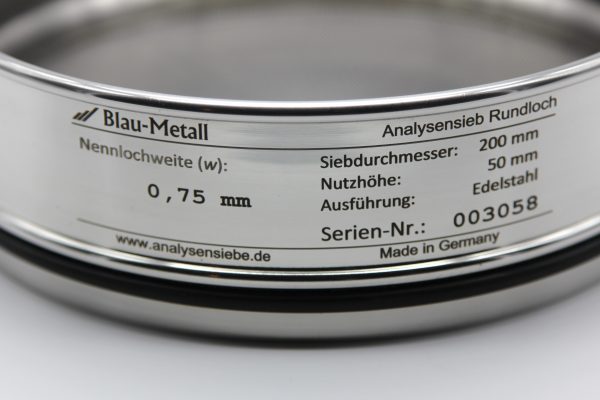 Blau-Metall
Analysensieb Rundloch
Nennlochweite (w):
0,75 mm
Siebdurchmesser: 200 mm
Nutzhöhe: 50 mm
Ausführung: Edelstahl
Serien-Nr.: 003058
www.analysensiebe.de
Made in Germany